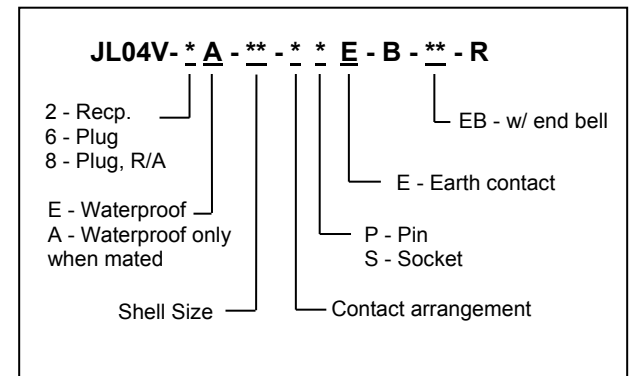 JL04V- * A - ** - * * E - B - ** - R
2 - Recp.
6 - Plug
8 - Plug, R/A
EB - w/ end bell
E - Earth contact
E - Waterproof
A - Waterproof only
when mated
P - Pin
S - Socket
Shell Size
Contact arrangement